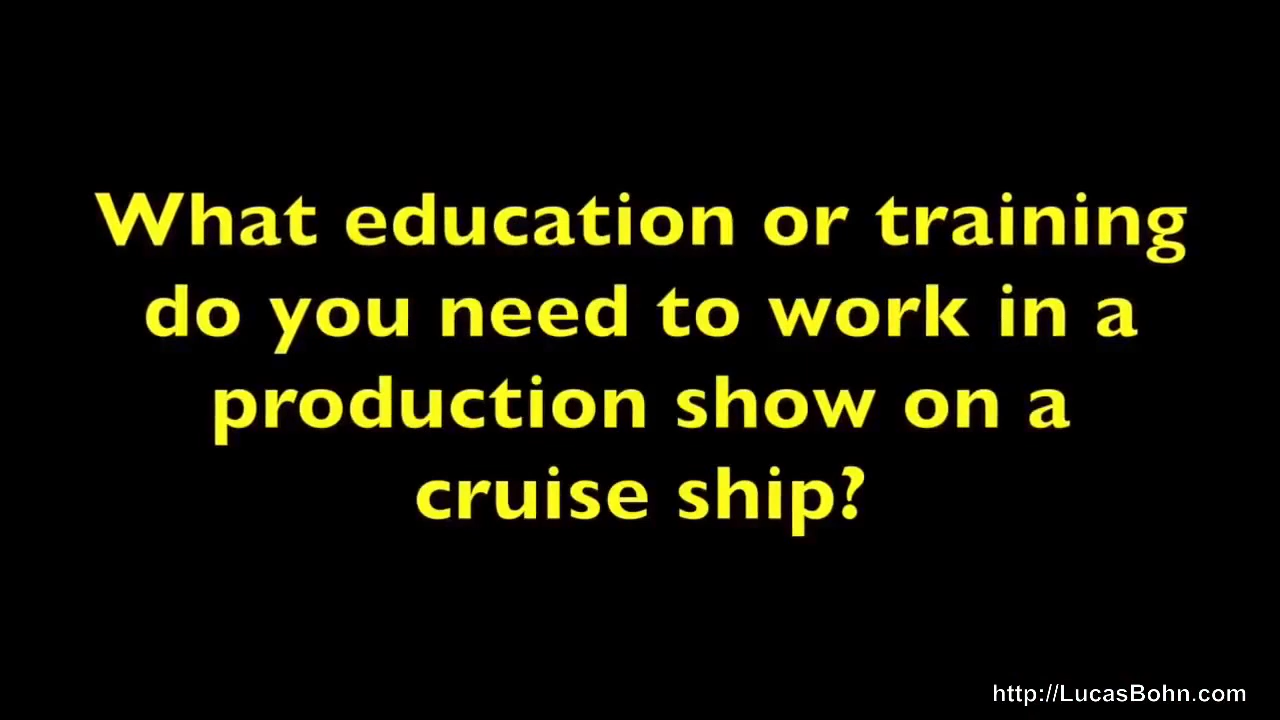 What education or training
do you need to work in a
production show on a
cruise ship?
http://LucasBohn.com